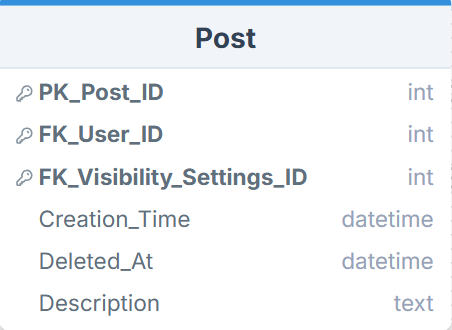 Post
PK_Post_ID int
FK_User_ID int
FK_Visibility_Settings_ID int
Creation_Time datetime
Deleted_At datetime
Description text